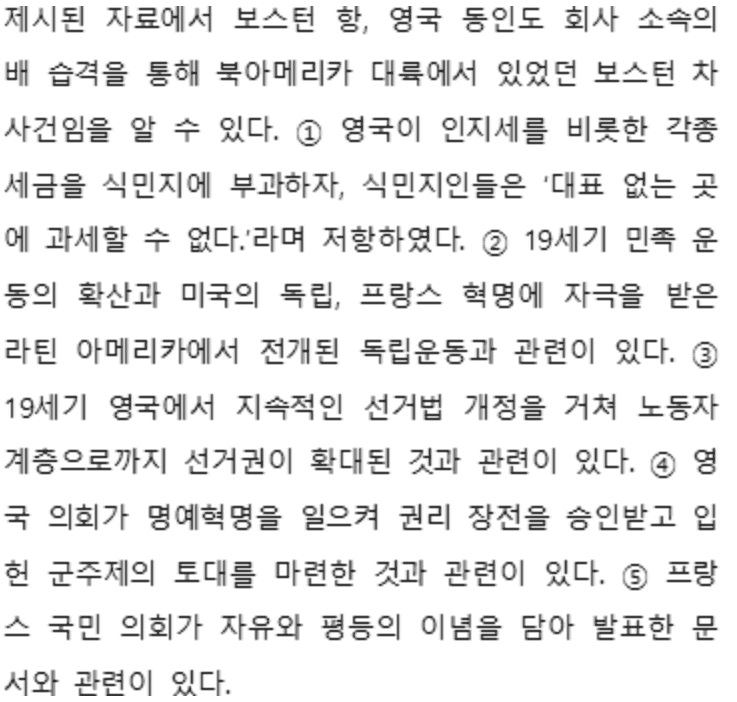 제시된 자료에서 보스턴 항, 영국 동인도 회사 소속의
배 습격을 통해 북아메리카 대륙에서 있었던 보스턴 차
사건임을 알 수 있다. ① 영국이 인지세를 비롯한 각종
세금을 식민지에 부과하자, 식민지인들은 '대표 없는 곳
에 과세할 수 없다.'라며 저항하였다. ② 19세기 민족 운
동의 확산과 미국의 독립, 프랑스 혁명에 자극을 받은
라틴 아메리카에서 전개된 독립운동과 관련이 있다. ③
19세기 영국에서 지속적인 선거법 개정을 거쳐 노동자
계층으로까지 선거권이 확대된 것과 관련이 있다. ④ 영
국 의회가 명예혁명을 일으켜 권리 장전을 승인받고 입
헌 군주제의 토대를 마련한 것과 관련이 있다. ⑤ 프랑
스 국민 의회가 자유와 평등의 이념을 담아 발표한 문
서와 관련이 있다.